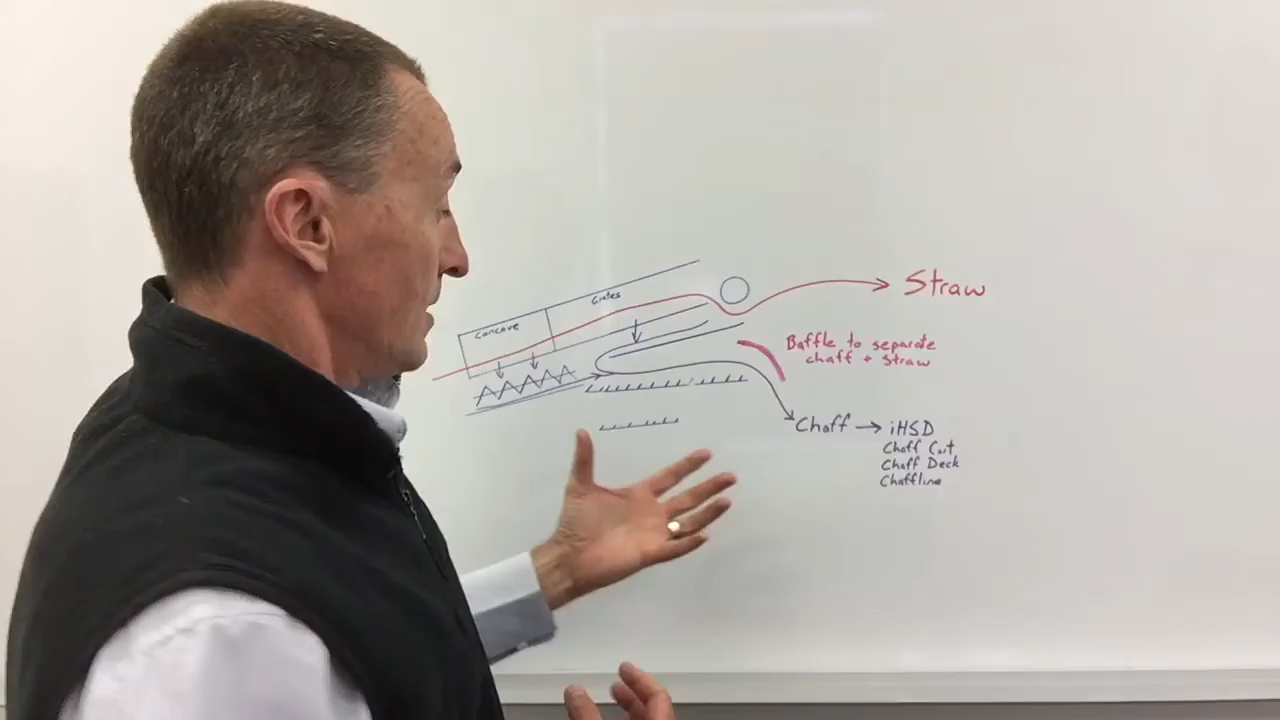 Grates
Concave
Straw
Baffle to separate
chaff + straw
Chaff → iHSD
Chaff Cart
Chaff Deck
Chaffline